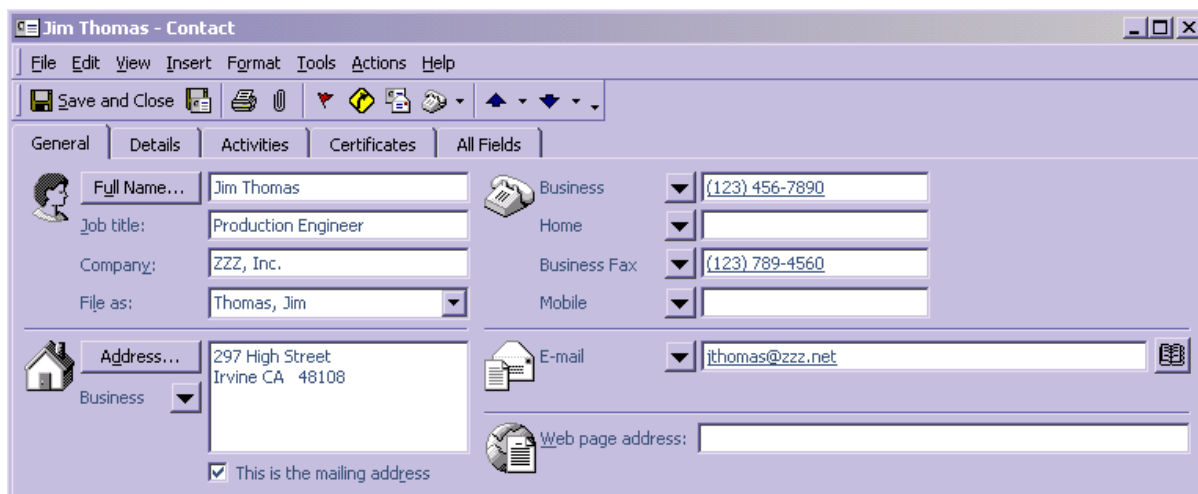 Jim Thomas - Contact
File Edit View Insert Format Tools Actions Help
Save and Close
General Details Activities Certificates All Fields
Full Name... Jim Thomas
Job title: Production Engineer
Company: ZZZ, Inc.
File as: Thomas, Jim
Business (123) 456-7890
Home
Business Fax (123) 789-4560
Mobile
Address... 297 High Street
Irvine CA 48108
Business
This is the mailing address
E-mail jthomas@zzz.net
Web page address: